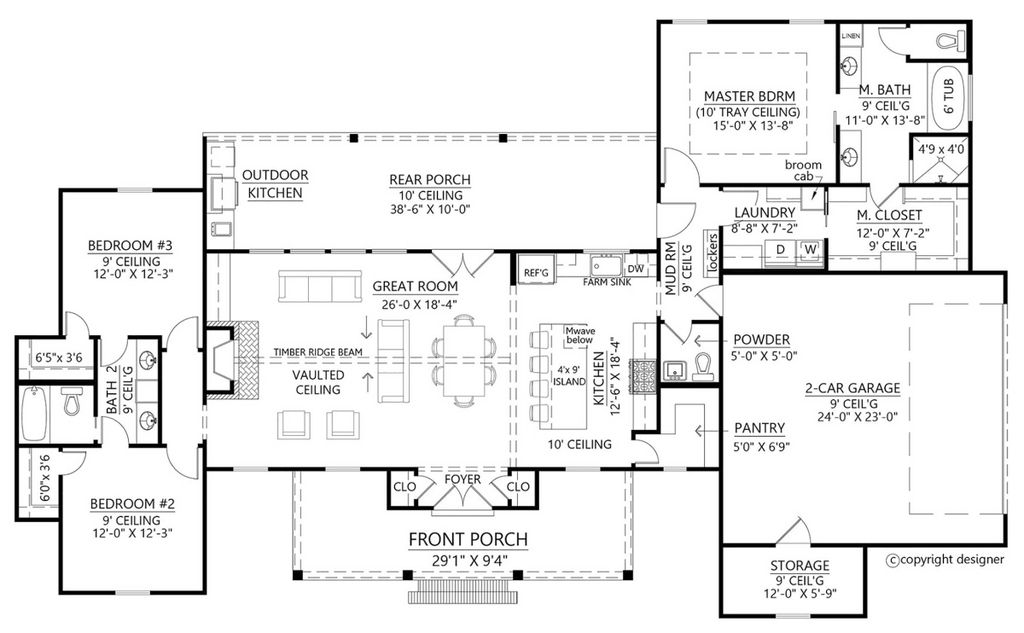 LINEN
M. BATH
9' CEIL'G
11'-0" X 13'-8"
6' TUB
4'9 x 4'0
MASTER BDRM
(10' TRAY CEILING)
15'-0" X 13'-8"
broom
cab
OUTDOOR
KITCHEN
REAR PORCH
10' CEILING
38'-6" X 10'-0"
LAUNDRY
8'-8" X 7'-2"
D
W
M. CLOSET
12'-0" X 7'-2"
9' CEIL'G
BEDROOM #3
9' CEILING
12'-0" X 12'-3"
GREAT ROOM
26'-0 X 18'-4"
REF'G
DW
FARM SINK
MUD RM
9' CEIL'G
lockers
TIMBER RIDGE BEAM
VAULTED
CEILING
Mwave
below
4' x 9'
ISLAND
KITCHEN
12'-6" X 18'-4"
10' CEILING
POWDER
5'-0" X 5'-0"
2-CAR GARAGE
9' CEIL'G
24'-0" X 23'-0"
PANTRY
5'0" X 6'9"
6'5"x 3'6
BATH 2
9' CEIL'G
6'0"x 3'6
BEDROOM #2
9' CEILING
12'-0" X 12'-3"
CLO
FOYER
CLO
FRONT PORCH
29'1" X 9'4"
STORAGE
9' CEIL'G
12'-0" X 5'-9"
©copyright designer